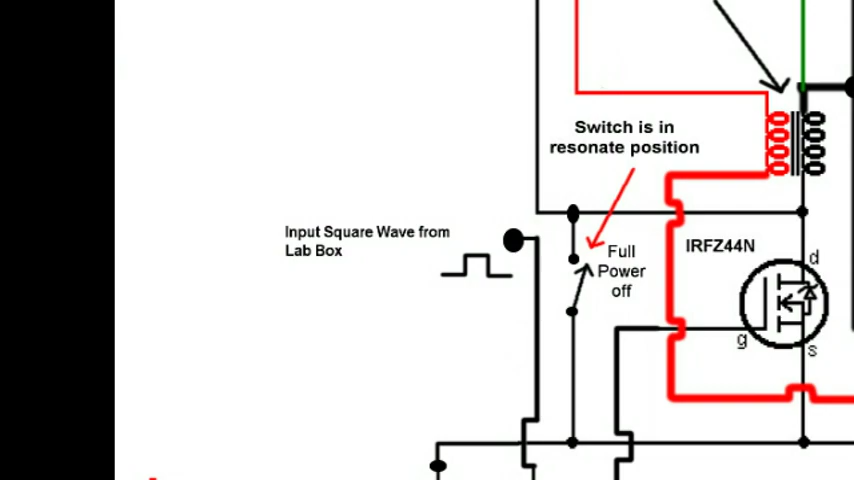 Switch is in
resonate position
Input Square Wave from
Lab Box
Full
Power
off
IRFZ44N
d
g
s